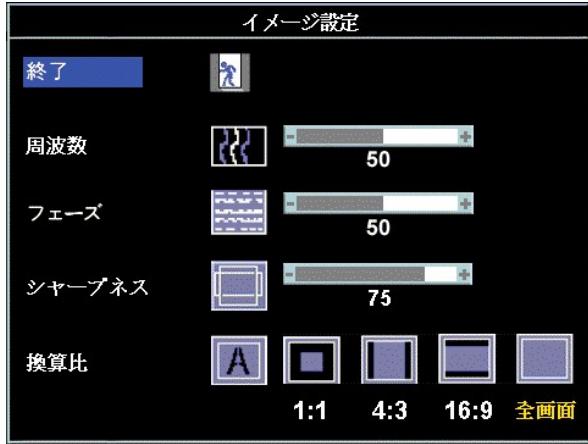 イメージ設定
終了
周波数
- +
50
フェーズ
- +
50
シャープネス
- +
75
換算比 A
1:1 4:3 16:9 全画面